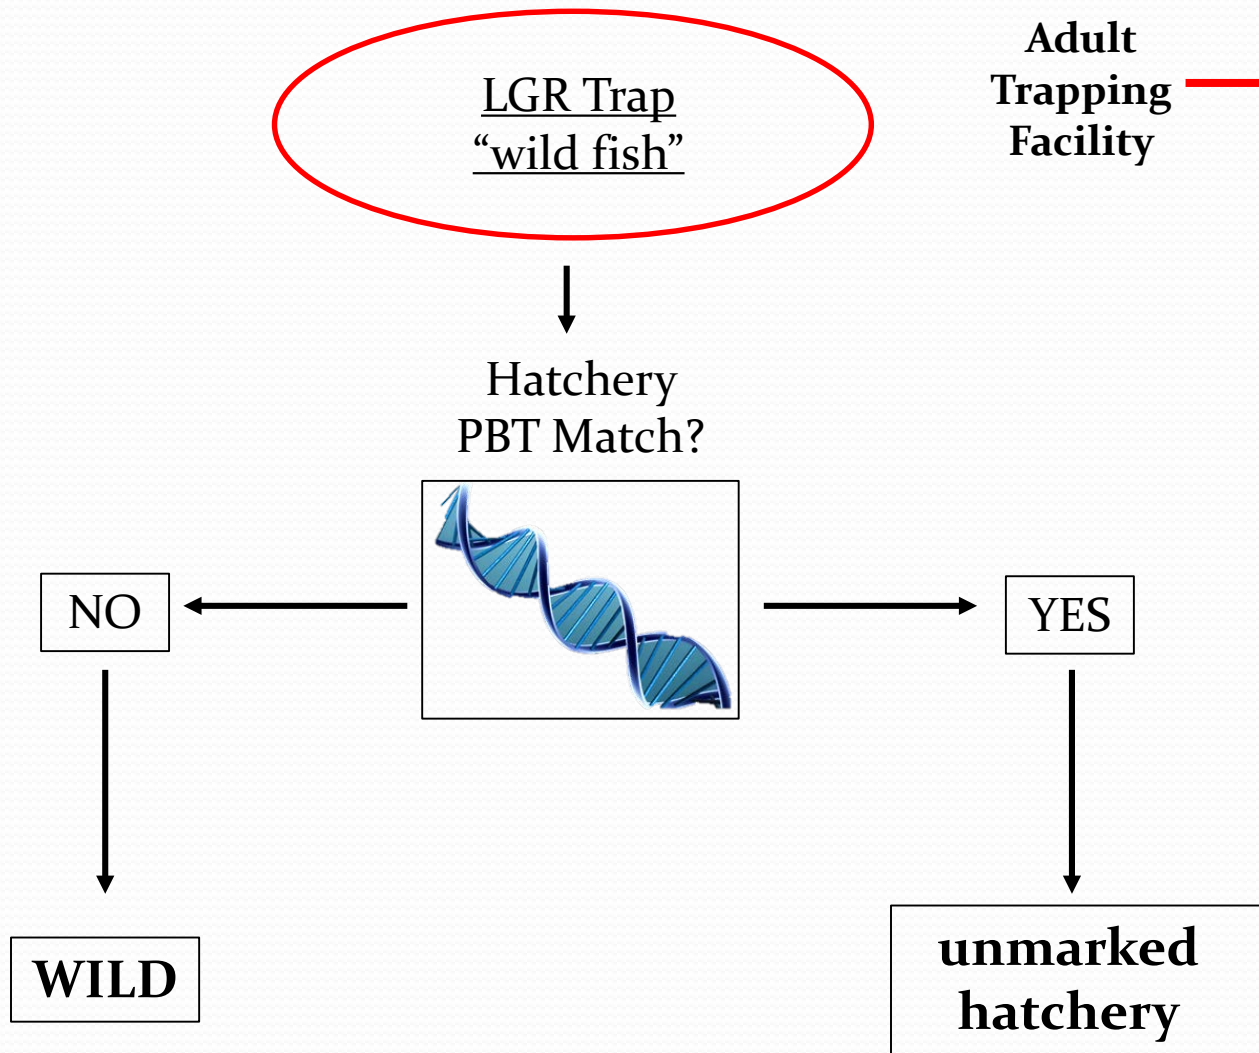 LGR Trap
“wild fish”
Adult
Trapping
Facility
Hatchery
PBT Match?
NO
YES
WILD
unmarked
hatchery